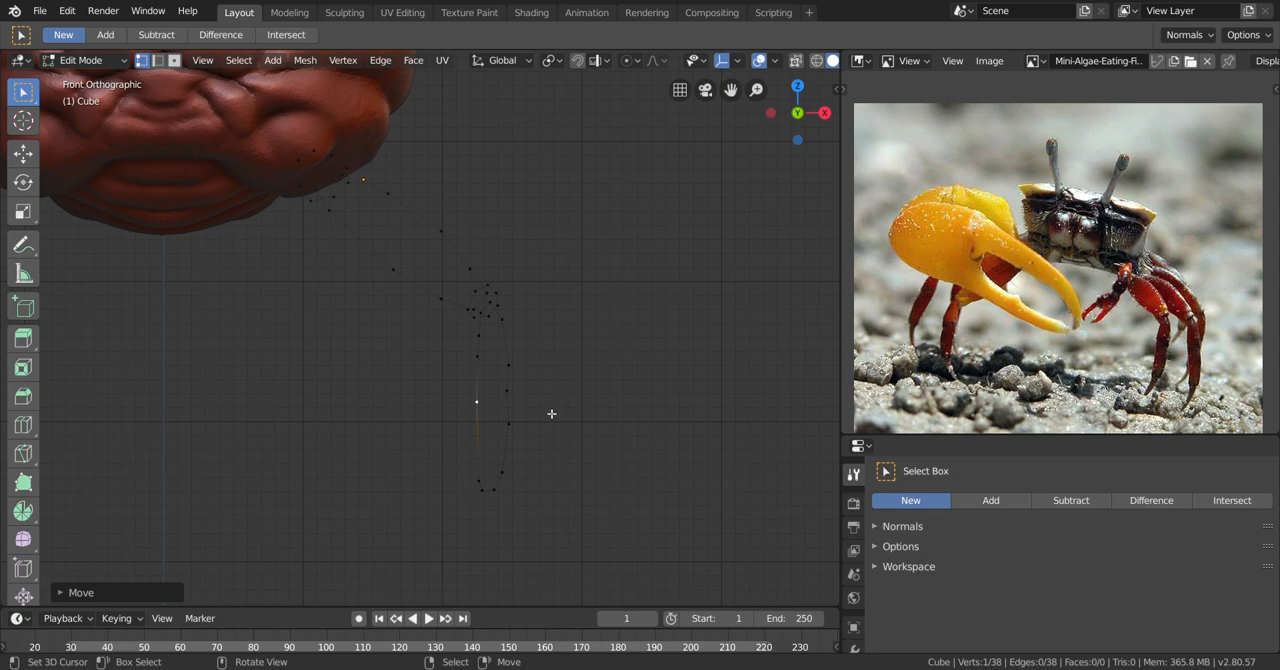 File Edit Render Window Help Layout Modeling Sculpting UV Editing Texture Paint Shading Animation Rendering Compositing Scripting + Scene View Layer
New Add Subtract Difference Intersect Normals Options
Edit Mode View Select Add Mesh Vertex Edge Face UV Global View View Image Mini-Algae-Eating-Fi.. Displa
Front Orthographic
(1) Cube
Z
Y
X
Select Box
New Add Subtract Difference Intersect
Normals
Options
Workspace
Move
Playback Keying View Marker 1 Start: 1 End: 250
20 30 40 50 60 70 80 90 100 110 120 130 140 150 160 170 180 190 200 210 220 230
Set 3D Cursor Box Select Rotate View Select Move Cube | Verts:1/38 | Edges:0/38 | Faces:0/0 | Tris:0 | Mem: 365.8 MB | v2.80.57